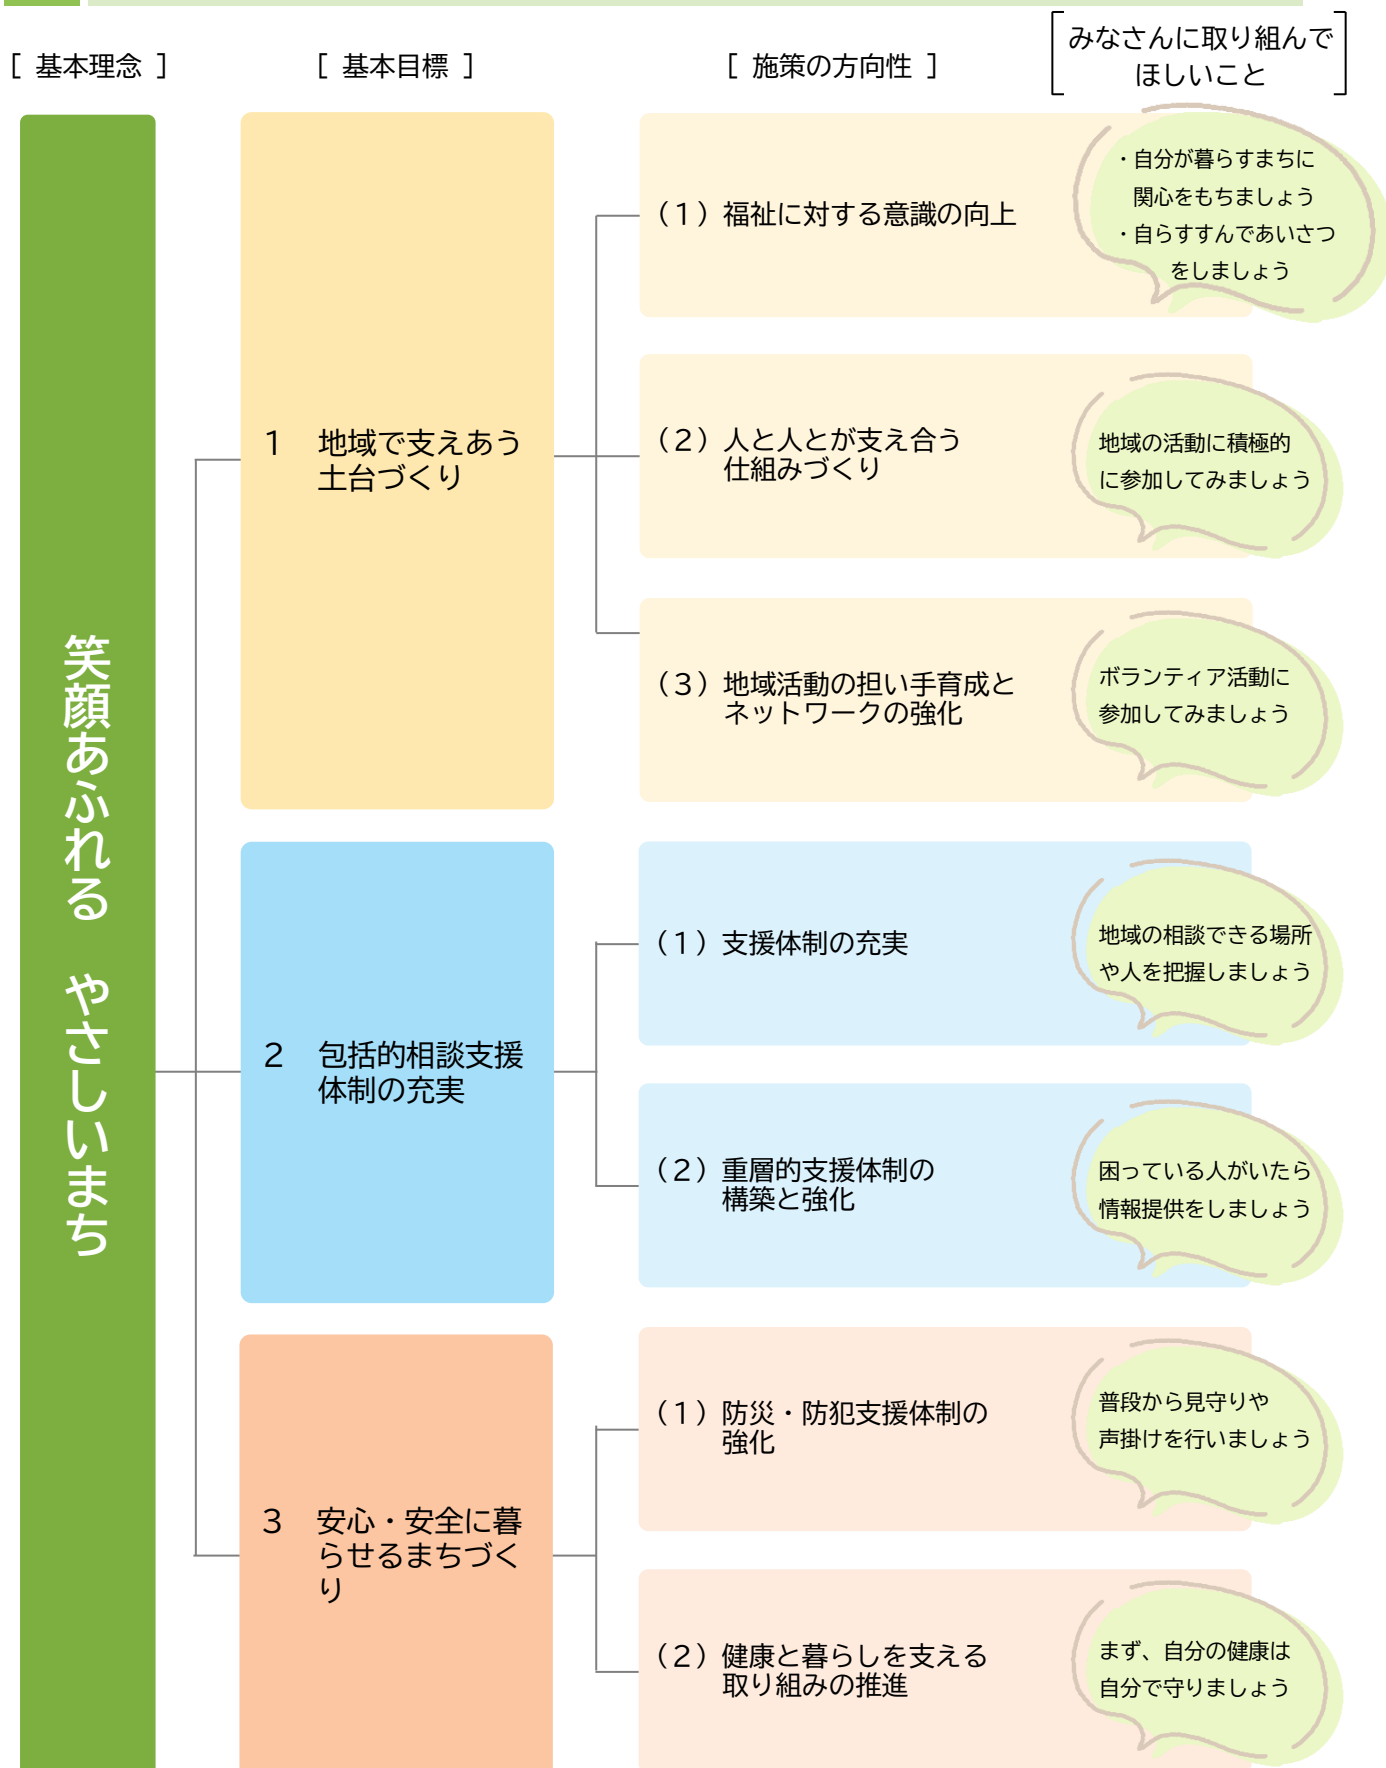 [ 基本理念 ]
[ 基本目標 ]
[ 施策の方向性 ]
みなさんに取り組んで
ほしいこと
笑顔あふれる　やさしいまち
1　地域で支えあう
土台づくり
(1) 福祉に対する意識の向上
・自分が暮らすまちに
関心をもちましょう
・自らすすんであいさつ
をしましょう
(2) 人と人とが支え合う
仕組みづくり
地域の活動に積極的
に参加してみましょう
(3) 地域活動の担い手育成と
ネットワークの強化
ボランティア活動に
参加してみましょう
2　包括的相談支援
体制の充実
(1) 支援体制の充実
地域の相談できる場所
や人を把握しましょう
(2) 重層的支援体制の
構築と強化
困っている人がいたら
情報提供をしましょう
3　安心・安全に暮
らせるまちづく
り
(1) 防災・防犯支援体制の
強化
普段から見守りや
声掛けを行いましょう
(2) 健康と暮らしを支える
取り組みの推進
まず、自分の健康は
自分で守りましょう